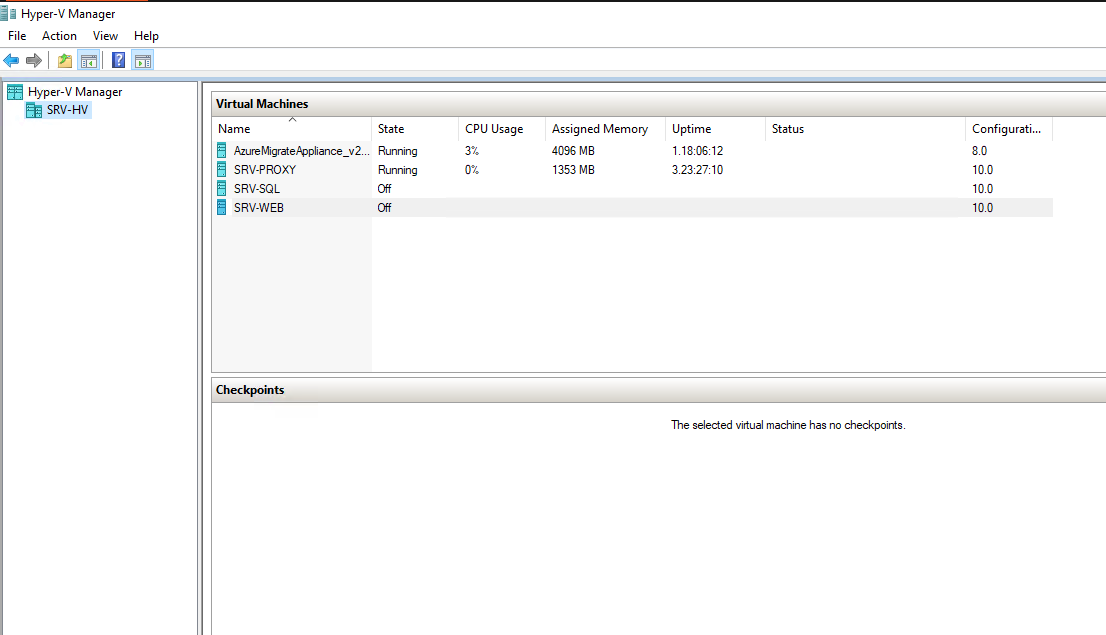 Hyper-V Manager
File Action View Help
Hyper-V Manager
SRV-HV
Virtual Machines
Name State CPU Usage Assigned Memory Uptime Status Configurati...
AzureMigrateAppliance_v2... Running 3% 4096 MB 1.18:06:12 8.0
SRV-PROXY Running 0% 1353 MB 3.23:27:10 10.0
SRV-SQL Off 10.0
SRV-WEB Off 10.0
Checkpoints
The selected virtual machine has no checkpoints.